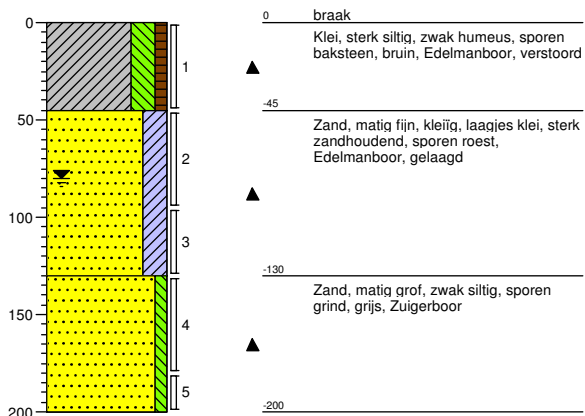 0 braak
Klei, sterk siltig, zwak humeus, sporen
baksteen, bruin, Edelmanboor, verstoord
-45
Zand, matig fijn, kleiïg, laagjes klei, sterk
zandhoudend, sporen roest,
Edelmanboor, gelaagd
-130
Zand, matig grof, zwak siltig, sporen
grind, grijs, Zuigerboor
-200
0
50
100
150
200
1
2
3
4
5